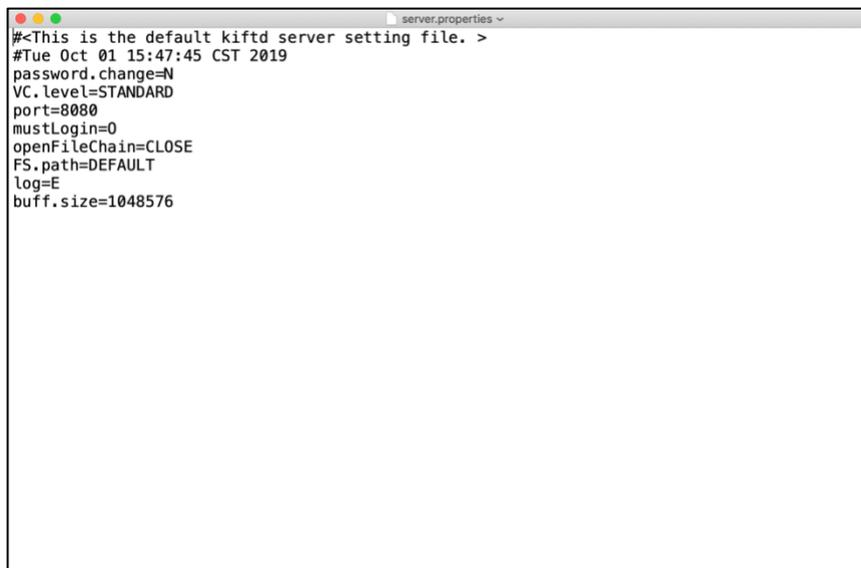 server.properties
#<This is the default kiftd server setting file. >
#Tue Oct 01 15:47:45 CST 2019
password.change=N
VC.level=STANDARD
port=8080
mustLogin=O
openFileChain=CLOSE
FS.path=DEFAULT
log=E
buff.size=1048576